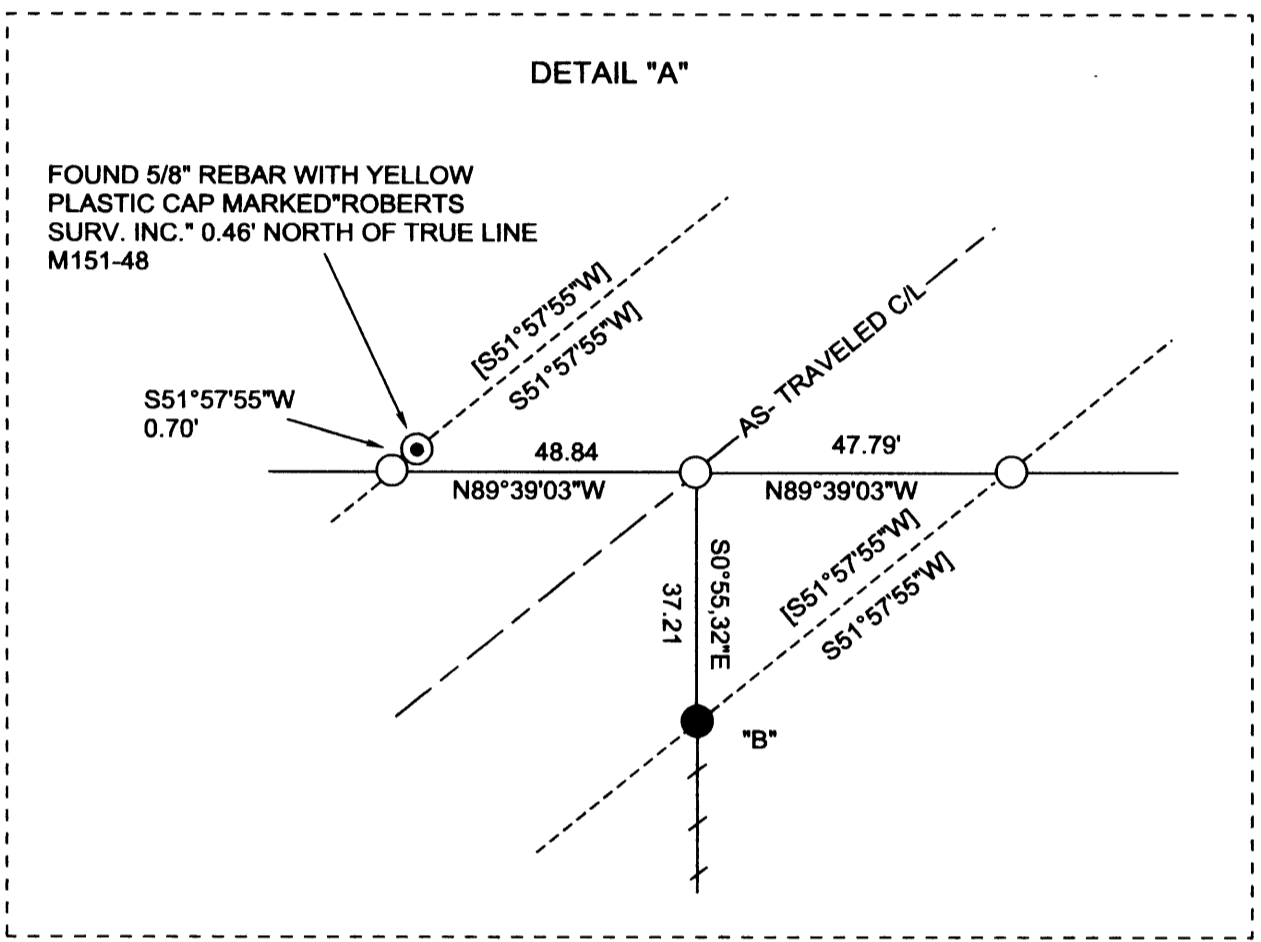 DETAIL "A"
FOUND 5/8" REBAR WITH YELLOW
PLASTIC CAP MARKED"ROBERTS
SURV. INC." 0.46' NORTH OF TRUE LINE
M151-48
[S51°57'55"W]
S51°57'55"W]
AS- TRAVELED C/L
S51°57'55"W
0.70'
48.84
47.79'
N89°39'03"W
N89°39'03"W
S0°55,32"E
37.21
[S51°57'55"W]
S51°57'55"W]
"B"